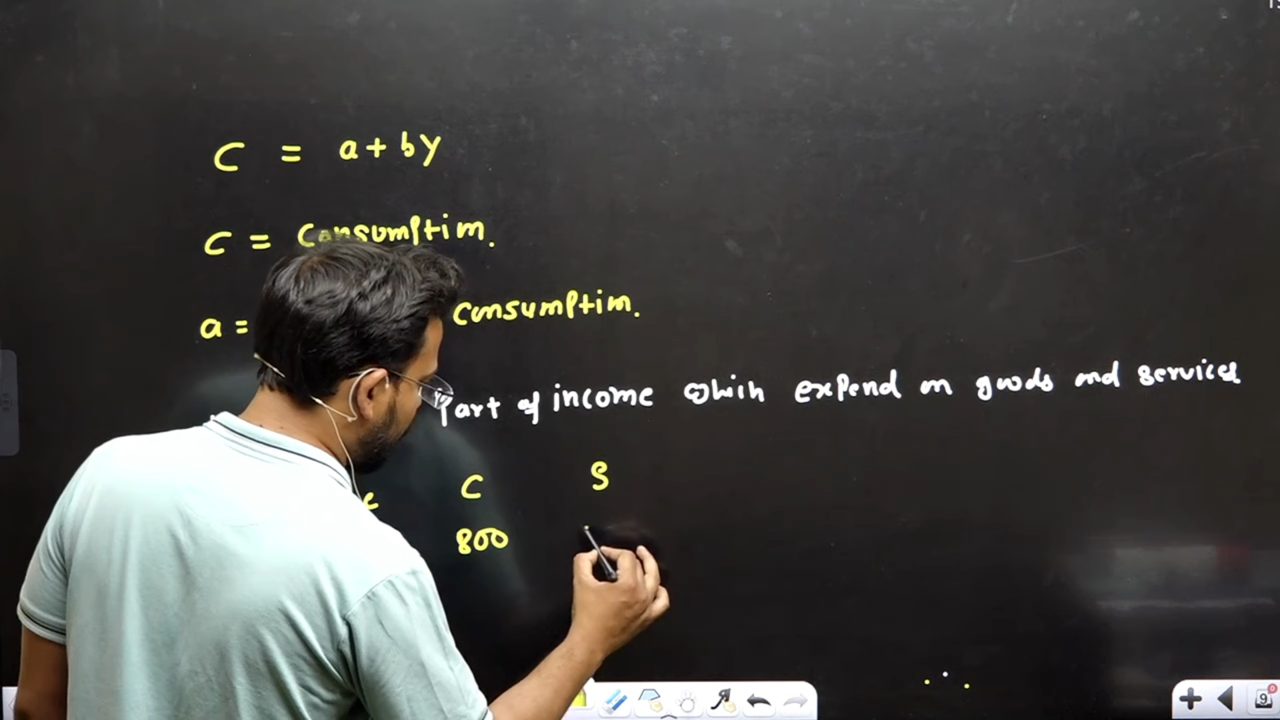 C = a + by
C = Consumption.
a = Consumption.
Part of income which expend on goods and services
C S
800